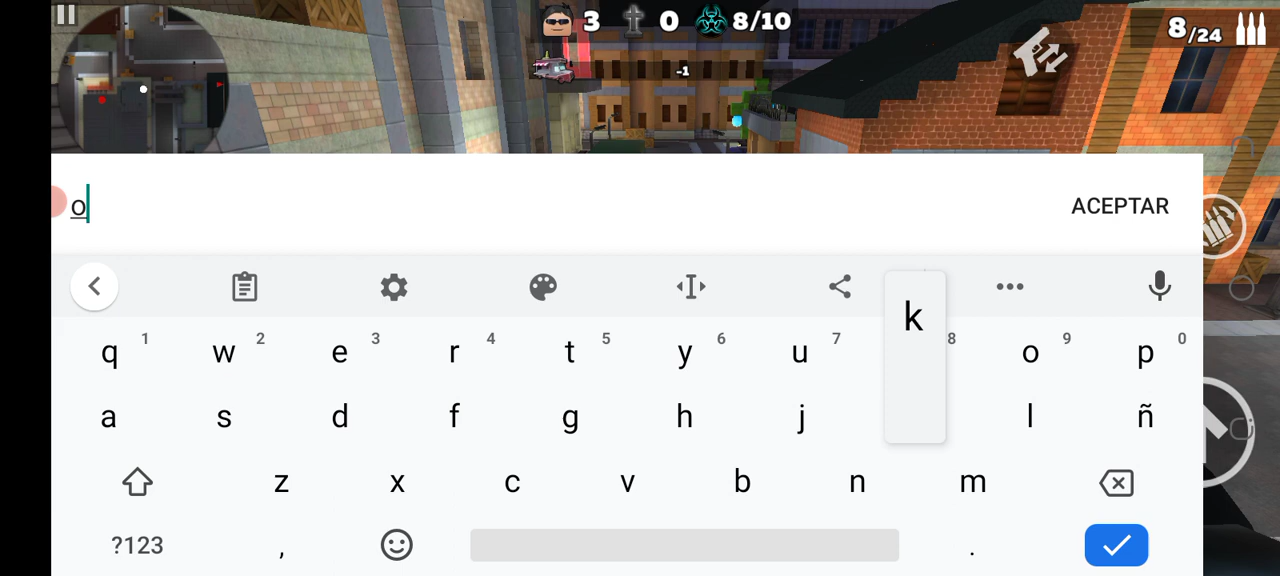 3 0 8/10
8/24
-1
o
ACEPTAR
k
q 1 w 2 e 3 r 4 t 5 y 6 u 7 8 o 9 p 0
a s d f g h j l ñ
z x c v b n m
?123 , .